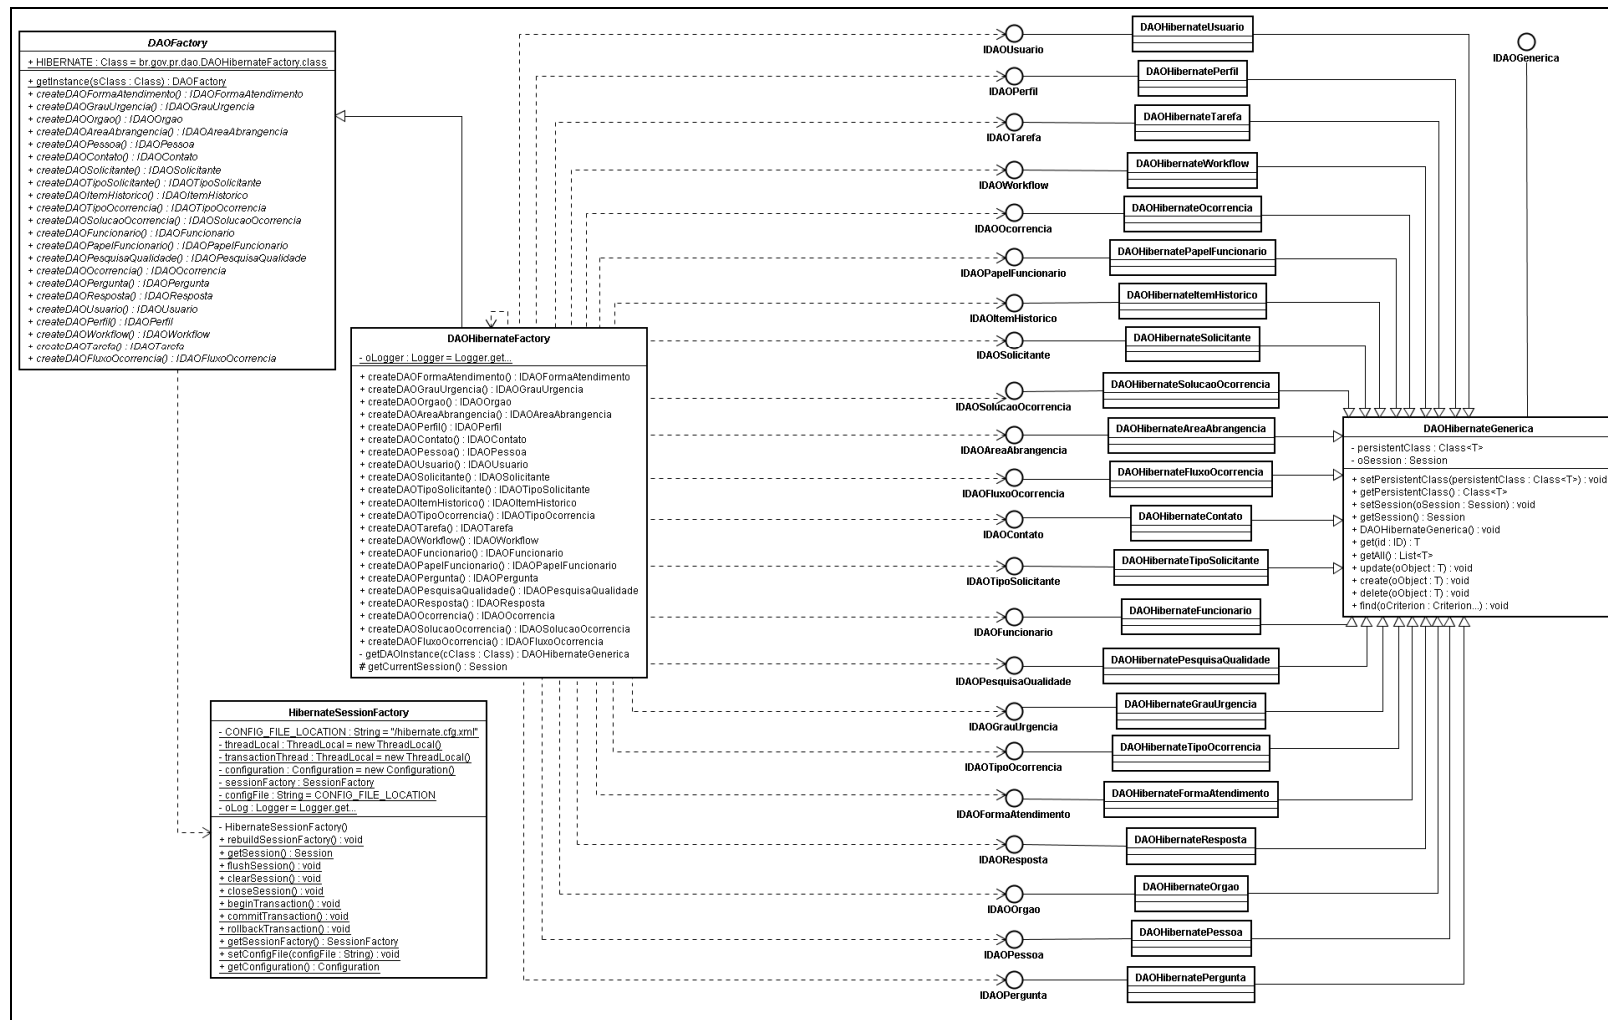 DAOFactory
+ HIBERNATE : Class = br.gov.pr.dao.DAOHibernateFactory.class
+ getInstance(sClass : Class) : DAOFactory
+ createDAOFormaAtendimento() : IDAOFormaAtendimento
+ createDAOGrauUrgencia() : IDAOGrauUrgencia
+ createDAOOrgao() : IDAOOrgao
+ createDAOAreaAbrangencia() : IDAOAreaAbrangencia
+ createDAOPessoa() : IDAOPessoa
+ createDAOContato() : IDAOContato
+ createDAOSolicitante() : IDAOSolicitante
+ createDAOTipoSolicitante() : IDAOTipoSolicitante
+ createDAOItemHistorico() : IDAOItemHistorico
+ createDAOTipoOcorrencia() : IDAOTipoOcorrencia
+ createDAOSolucaoOcorrencia() : IDAOSolucaoOcorrencia
+ createDAOFuncionario() : IDAOFuncionario
+ createDAOPapelFuncionario() : IDAOPapelFuncionario
+ createDAOPesquisaQualidade() : IDAOPesquisaQualidade
+ createDAOOcorrencia() : IDAOOcorrencia
+ createDAOPergunta() : IDAOPergunta
+ createDAOResposta() : IDAOResposta
+ createDAOUsuario() : IDAOUsuario
+ createDAOPerfil() : IDAOPerfil
+ createDAOWorkflow() : IDAOWorkflow
+ createDAOTarefa() : IDAOTarefa
+ createDAOFluxoOcorrencia() : IDAOFluxoOcorrencia
DAOHibernateFactory
- oLogger : Logger = Logger.get...
+ createDAOFormaAtendimento() : IDAOFormaAtendimento
+ createDAOGrauUrgencia() : IDAOGrauUrgencia
+ createDAOOrgao() : IDAOOrgao
+ createDAOAreaAbrangencia() : IDAOAreaAbrangencia
+ createDAOPerfil() : IDAOPerfil
+ createDAOContato() : IDAOContato
+ createDAOPessoa() : IDAOPessoa
+ createDAOUsuario() : IDAOUsuario
+ createDAOSolicitante() : IDAOSolicitante
+ createDAOTipoSolicitante() : IDAOTipoSolicitante
+ createDAOItemHistorico() : IDAOItemHistorico
+ createDAOTipoOcorrencia() : IDAOTipoOcorrencia
+ createDAOTarefa() : IDAOTarefa
+ createDAOWorkflow() : IDAOWorkflow
+ createDAOFuncionario() : IDAOFuncionario
+ createDAOPapelFuncionario() : IDAOPapelFuncionario
+ createDAOPergunta() : IDAOPergunta
+ createDAOPesquisaQualidade() : IDAOPesquisaQualidade
+ createDAOResposta() : IDAOResposta
+ createDAOOcorrencia() : IDAOOcorrencia
+ createDAOSolucaoOcorrencia() : IDAOSolucaoOcorrencia
+ createDAOFluxoOcorrencia() : IDAOFluxoOcorrencia
- getDAOInstance(cClass : Class) : DAOHibernateGenerica
# getCurrentSession() : Session
HibernateSessionFactory
- CONFIG_FILE_LOCATION : String = "/hibernate.cfg.xml"
- threadLocal : ThreadLocal = new ThreadLocal()
- transactionThread : ThreadLocal = new ThreadLocal()
- configuration : Configuration = new Configuration()
- sessionFactory : SessionFactory
- configFile : String = CONFIG_FILE_LOCATION
- oLog : Logger = Logger.get...
- HibernateSessionFactory()
+ rebuildSessionFactory() : void
+ getSession() : Session
+ flushSession() : void
+ clearSession() : void
+ closeSession() : void
+ beginTransaction() : void
+ commitTransaction() : void
+ rollbackTransaction() : void
+ getSessionFactory() : SessionFactory
+ setConfigFile(configFile : String) : void
+ getConfiguration() : Configuration
IDAOUsuario
DAOHibernateUsuario
IDAOPerfil
DAOHibernatePerfil
IDAOTarefa
DAOHibernateTarefa
IDAOWorkflow
DAOHibernateWorkflow
IDAOOcorrencia
DAOHibernateOcorrencia
IDAOPapelFuncionario
DAOHibernatePapelFuncionario
IDAOItemHistorico
DAOHibernateItemHistorico
IDAOSolicitante
DAOHibernateSolicitante
IDAOSolucaoOcorrencia
DAOHibernateSolucaoOcorrencia
IDAOAreaAbrangencia
DAOHibernateAreaAbrangencia
IDAOFluxoOcorrencia
DAOHibernateFluxoOcorrencia
IDAOContato
DAOHibernateContato
IDAOTipoSolicitante
DAOHibernateTipoSolicitante
IDAOFuncionario
DAOHibernateFuncionario
IDAOPesquisaQualidade
DAOHibernatePesquisaQualidade
IDAOGrauUrgencia
DAOHibernateGrauUrgencia
IDAOTipoOcorrencia
DAOHibernateTipoOcorrencia
IDAOFormaAtendimento
DAOHibernateFormaAtendimento
IDAOResposta
DAOHibernateResposta
IDAOOrgao
DAOHibernateOrgao
IDAOPessoa
DAOHibernatePessoa
IDAOPergunta
DAOHibernatePergunta
IDAOGenerica
DAOHibernateGenerica
- persistentClass : Class<T>
- oSession : Session
+ setPersistentClass(persistentClass : Class<T>) : void
+ getPersistentClass() : Class<T>
+ setSession(oSession : Session) : void
+ getSession() : Session
+ DAOHibernateGenerica() : void
+ get(id : ID) : T
+ getAll() : List<T>
+ update(oObject : T) : void
+ create(oObject : T) : void
+ delete(oObject : T) : void
+ find(oCriterion : Criterion...) : void